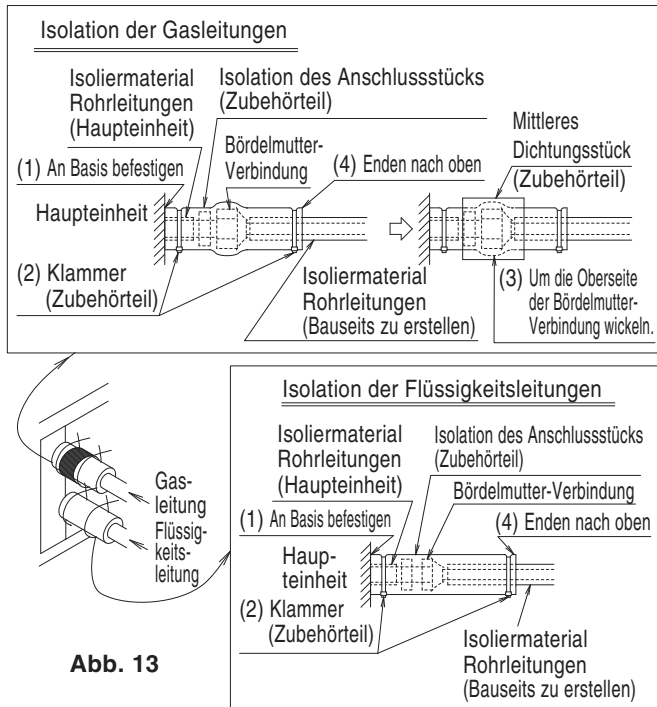 Isolation der Gasleitungen
Isoliermaterial
Rohrleitungen
(Haupteinheit)
Isolation des Anschlussstücks
(Zubehörteil)
Bördelmutter-
Verbindung
Mittleres
Dichtungsstück
(Zubehörteil)
(1) An Basis befestigen
(4) Enden nach oben
Haupteinheit
(2) Klammer
(Zubehörteil)
Isoliermaterial
Rohrleitungen
(Bauseits zu erstellen)
(3) Um die Oberseite
der Bördelmutter-
Verbindung wickeln.
Gas-
leitung
Flüssig-
keits-
leitung
Isolation der Flüssigkeitsleitungen
Isoliermaterial
Rohrleitungen
(Haupteinheit)
Isolation des Anschlussstücks
(Zubehörteil)
Bördelmutter-Verbindung
(1) An Basis befestigen
(4) Enden nach oben
Haup-
teinheit
(2) Klammer
(Zubehörteil)
Isoliermaterial
Rohrleitungen
(Bauseits zu erstellen)
Abb. 13